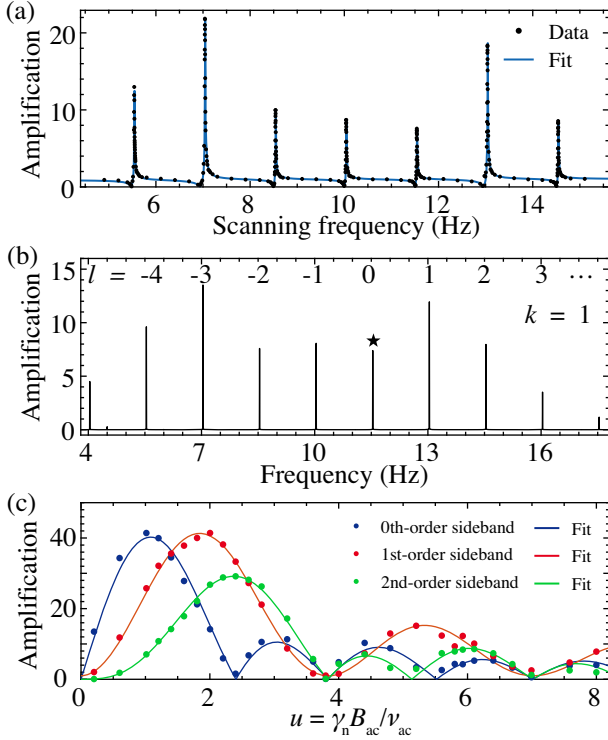 (a)
Amplification
20
10
0
Data
Fit
6
8
10
12
14
Scanning frequency (Hz)
(b)
Amplification
15
10
5
0
l = -4 -3 -2 -1 0 1 2 3 ···
k = 1
★
4
7
10
13
16
Frequency (Hz)
(c)
Amplification
40
20
0
0th-order sideband Fit
1st-order sideband Fit
2nd-order sideband Fit
0
2
4
6
8
u = γₙBₐc/νₐc